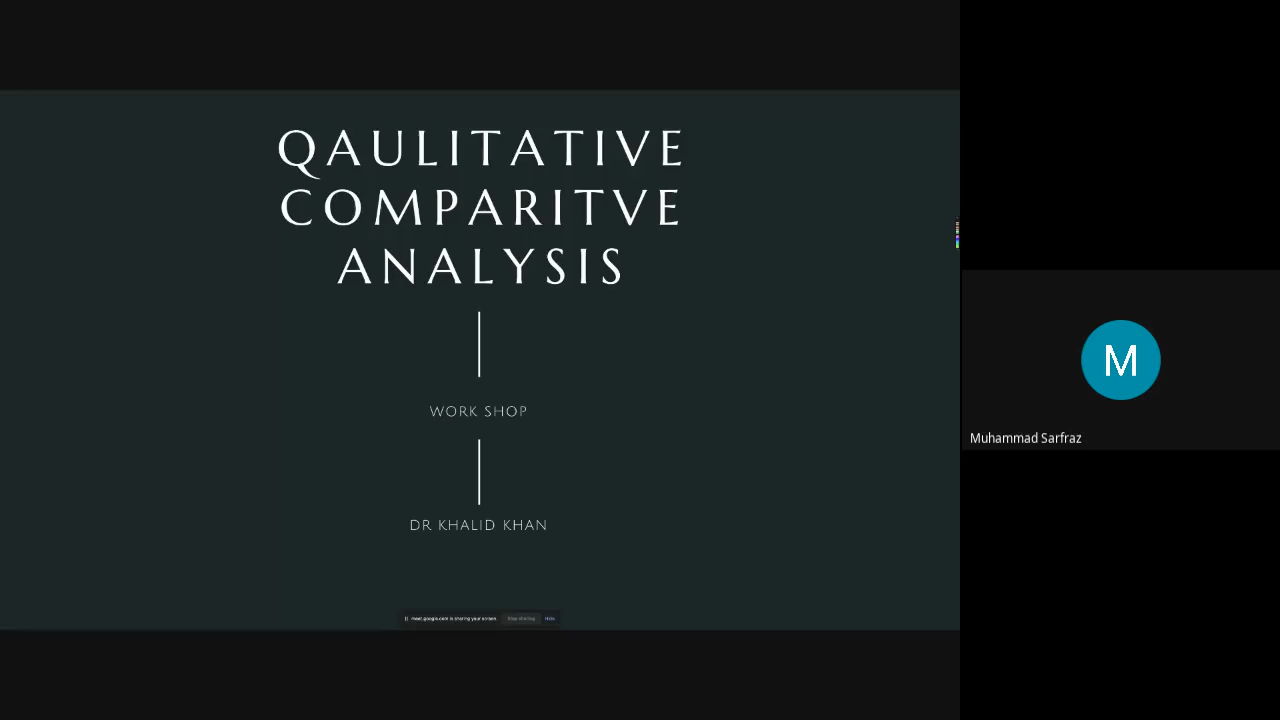 QAULITATIVE
COMPARITVE
ANALYSIS
WORK SHOP
DR KHALID KHAN
meet.google.com is sharing your screen. Stop sharing Hide
M
Muhammad Sarfraz